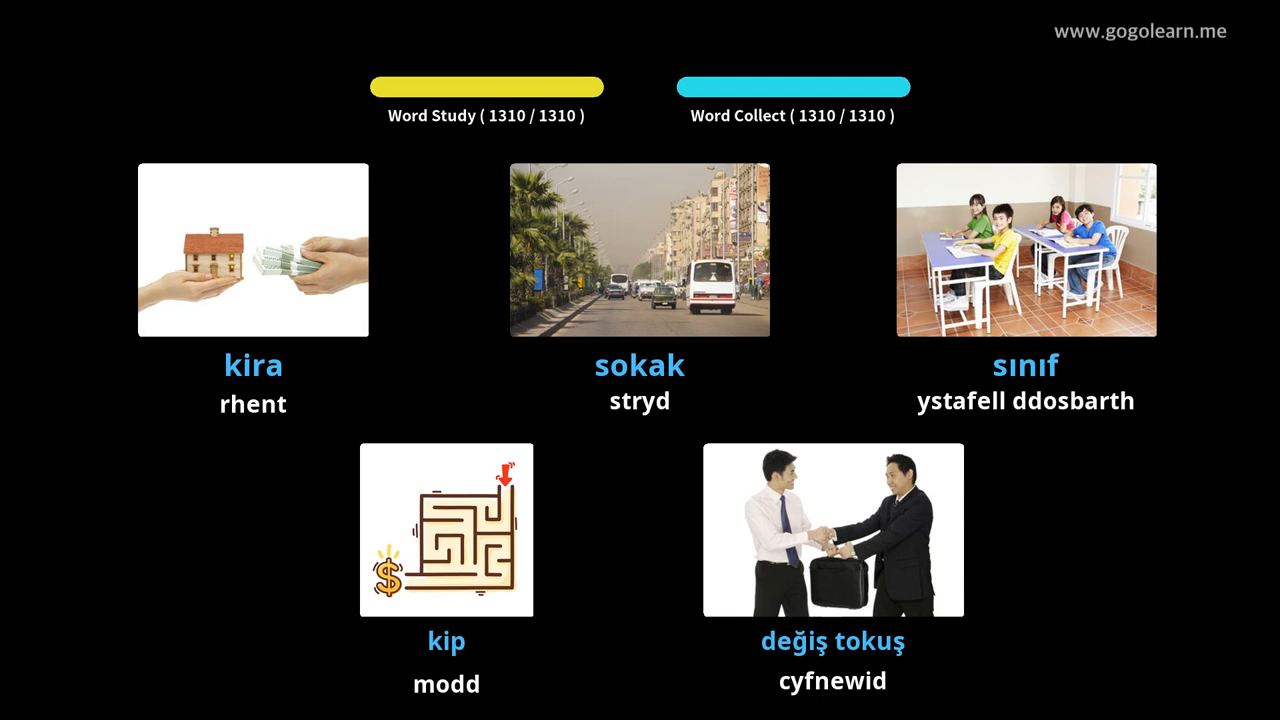 www.gogolearn.me
Word Study ( 1310 / 1310 )
Word Collect ( 1310 / 1310 )
kira
rhent
sokak
stryd
sınıf
ystafell ddosbarth
kip
modd
değiş tokuş
cyfnewid